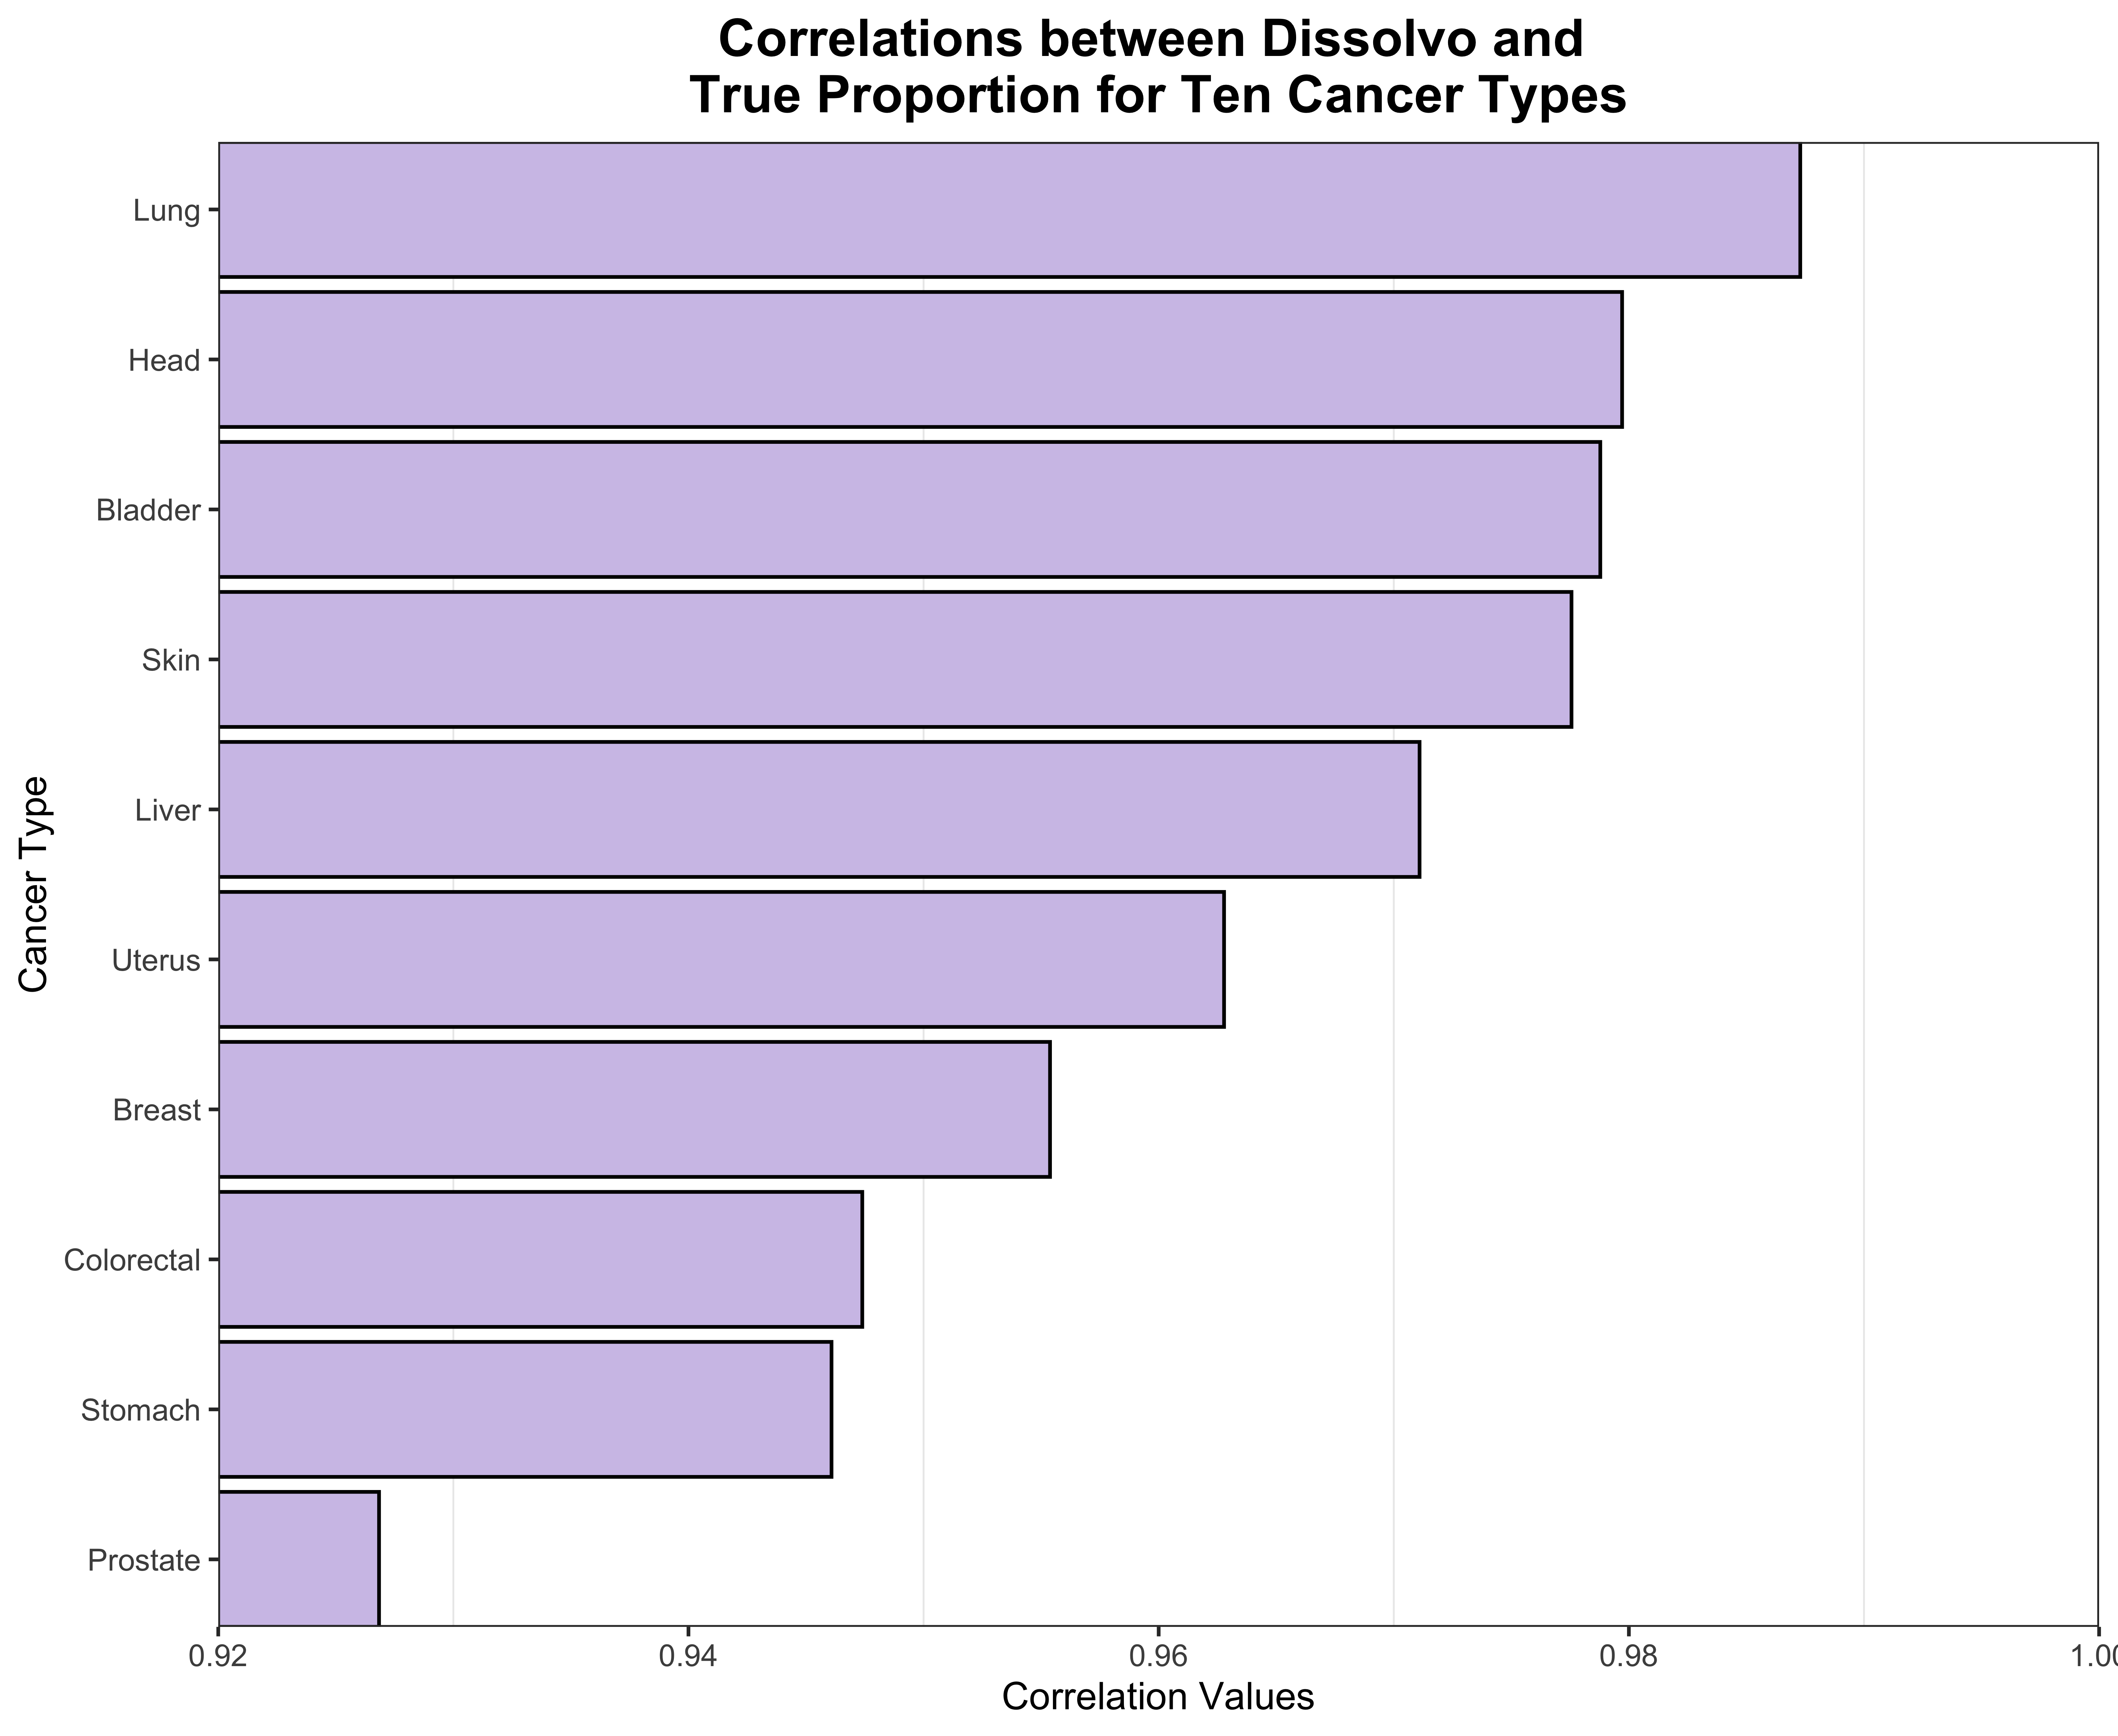 Correlations between Dissolvo and
True Proportion for Ten Cancer Types
Lung
Head
Bladder
Skin
Liver
Uterus
Breast
Colorectal
Stomach
Prostate
Cancer Type
0.92 0.94 0.96 0.98 1.00
Correlation Values